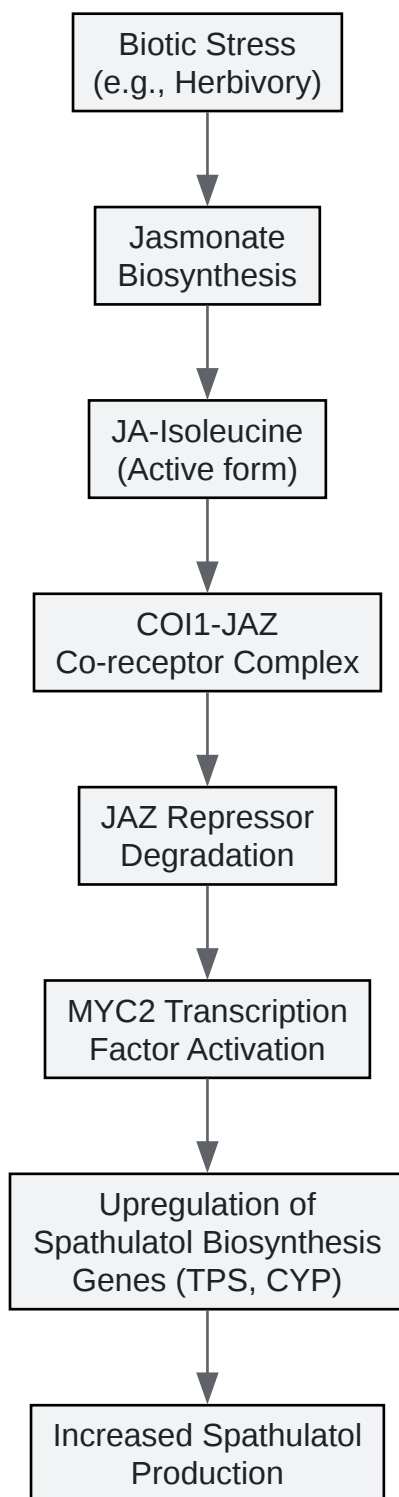 Biotic Stress
(e.g., Herbivory)
Jasmonate
Biosynthesis
JA-Isoleucine
(Active form)
COI1-JAZ
Co-receptor Complex
JAZ Repressor
Degradation
MYC2 Transcription
Factor Activation
Upregulation of
Spathulatol Biosynthesis
Genes (TPS, CYP)
Increased Spathulatol
Production